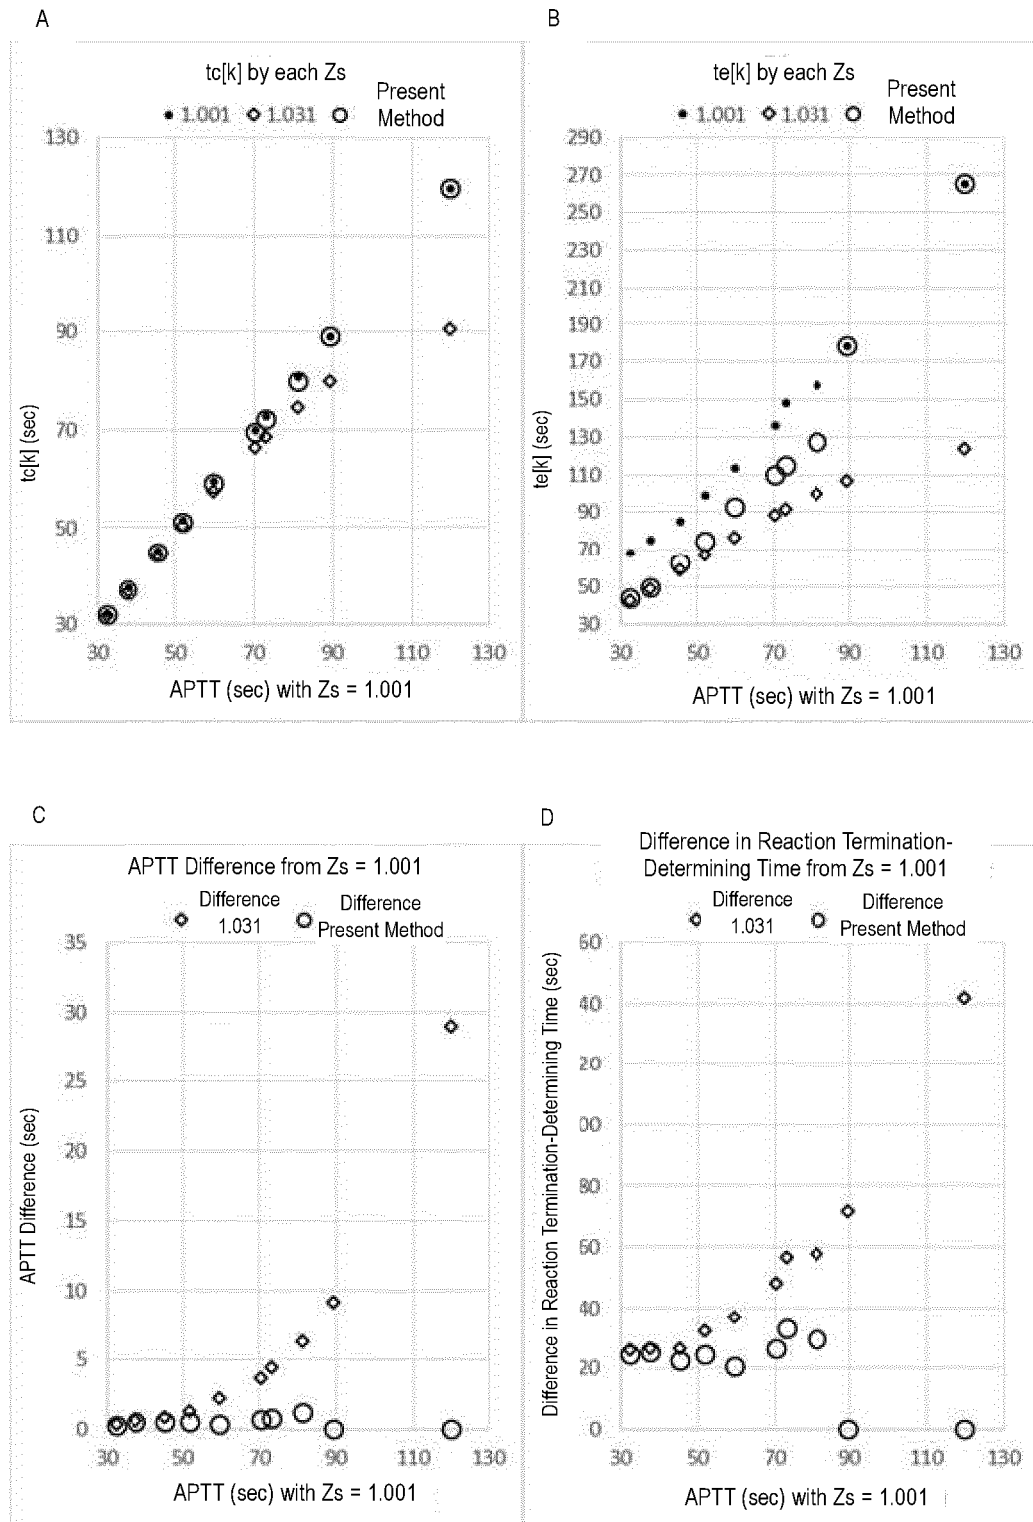 A
tc[k] by each Zs
1.001 1.031 Present Method
130
110
90
70
50
30
tc[k] (sec)
30 50 70 90 110 130
APTT (sec) with Zs = 1.001
B
te[k] by each Zs
1.001 1.031 Present Method
290
270
250
230
210
190
170
150
130
110
90
70
50
30
te[k] (sec)
30 50 70 90 110 130
APTT (sec) with Zs = 1.001
C
APTT Difference from Zs = 1.001
Difference 1.031 Difference Present Method
35
30
25
20
15
10
5
0
APTT Difference (sec)
30 50 70 90 110 130
APTT (sec) with Zs = 1.001
D
Difference in Reaction Termination-
Determining Time from Zs = 1.001
Difference 1.031 Difference Present Method
60
40
20
00
80
60
40
20
0
Difference in Reaction Termination-Determining Time (sec)
30 50 70 90 110 130
APTT (sec) with Zs = 1.001